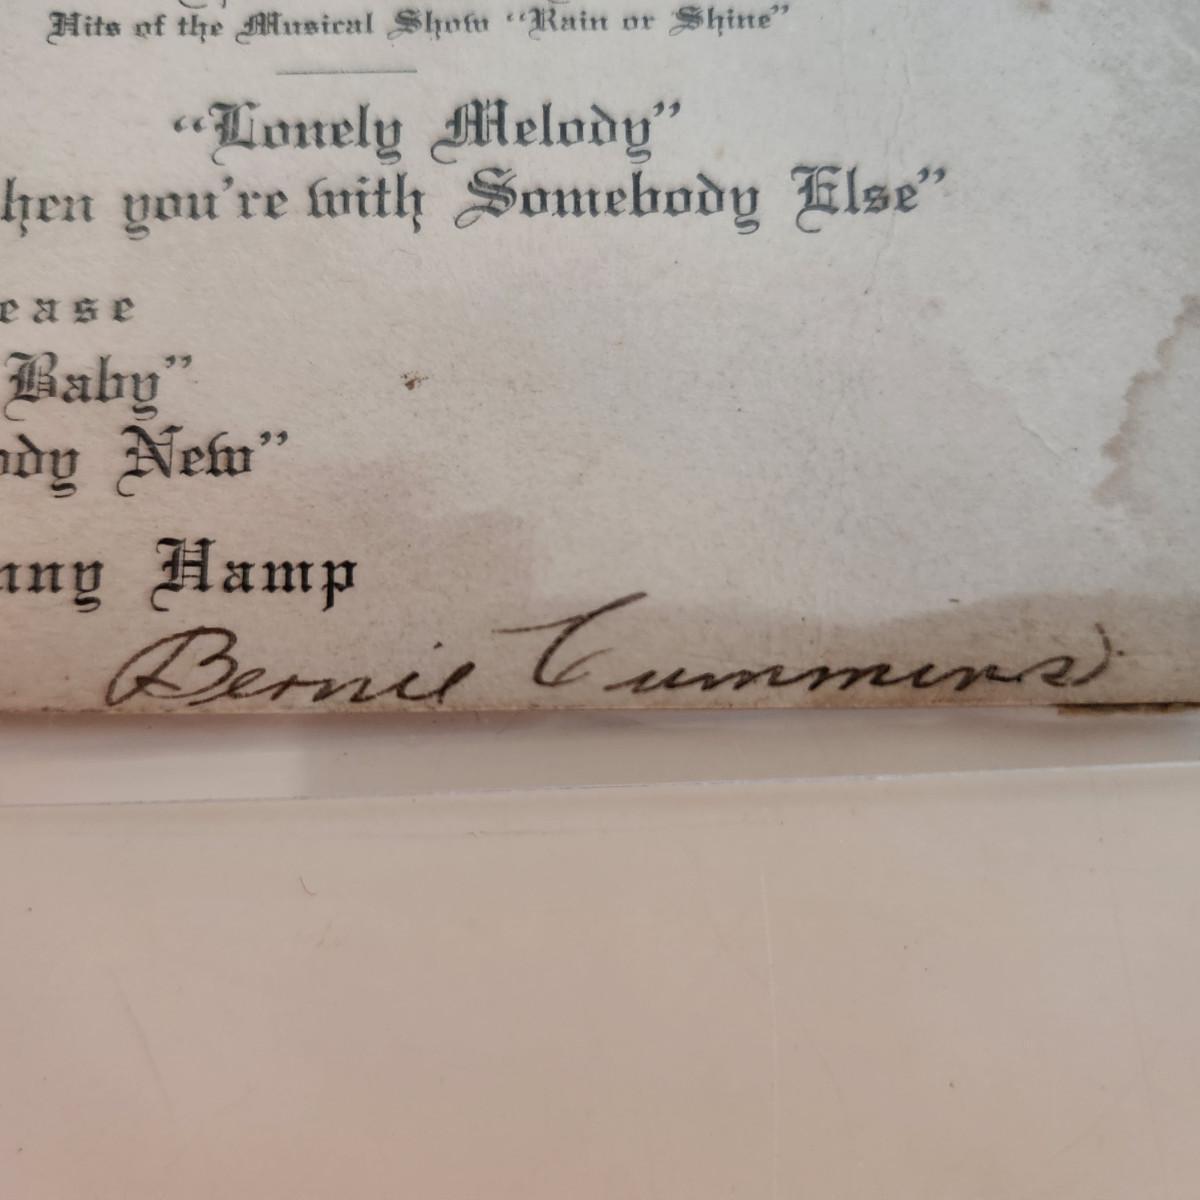 Hits of the Musical Show “Rain or Shine”
“Lonely Melody”
hen you're with Somebody Else”
ease
Baby”
ody New”
nny Hamp
Bernie Cummins